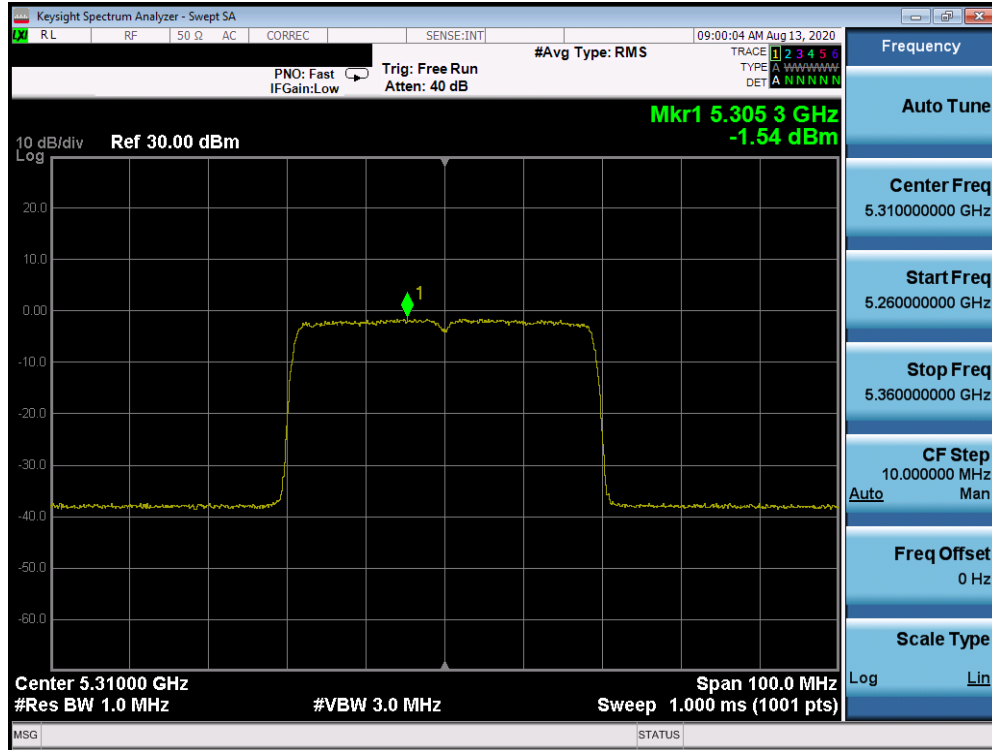 Keysight Spectrum Analyzer - Swept SA
LXI RL RF 50 Ω AC CORREC SENSE:INT 09:00:04 AM Aug 13, 2020
#Avg Type: RMS
TRACE 1 2 3 4 5 6
TYPE A WWWWW
DET A N N N N N
PNO: Fast
IFGain:Low
Trig: Free Run
Atten: 40 dB
Mkr1 5.305 3 GHz
-1.54 dBm
10 dB/div
Log
Ref 30.00 dBm
20.0
10.0
0.00
-10.0
-20.0
-30.0
-40.0
-50.0
-60.0
1
Center 5.31000 GHz
#Res BW 1.0 MHz
#VBW 3.0 MHz
Span 100.0 MHz
Sweep 1.000 ms (1001 pts)
MSG
STATUS
Frequency
Auto Tune
Center Freq
5.310000000 GHz
Start Freq
5.260000000 GHz
Stop Freq
5.360000000 GHz
CF Step
10.000000 MHz
Auto Man
Freq Offset
0 Hz
Scale Type
Log Lin